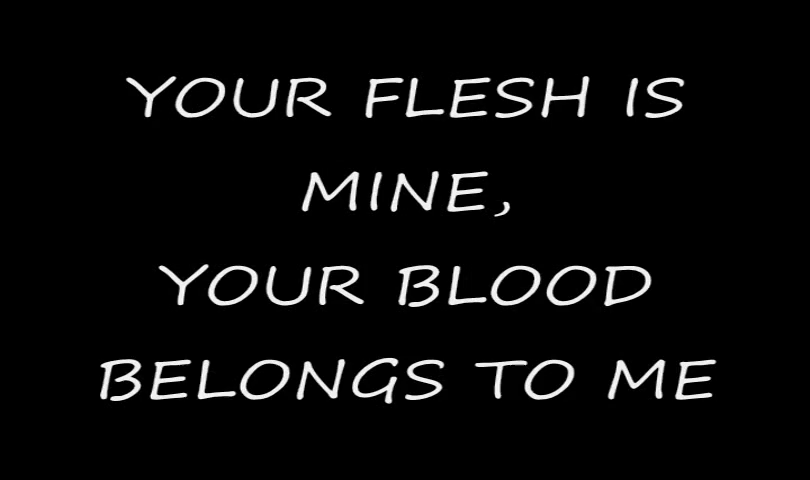 YOUR FLESH IS
MINE,
YOUR BLOOD
BELONGS TO ME